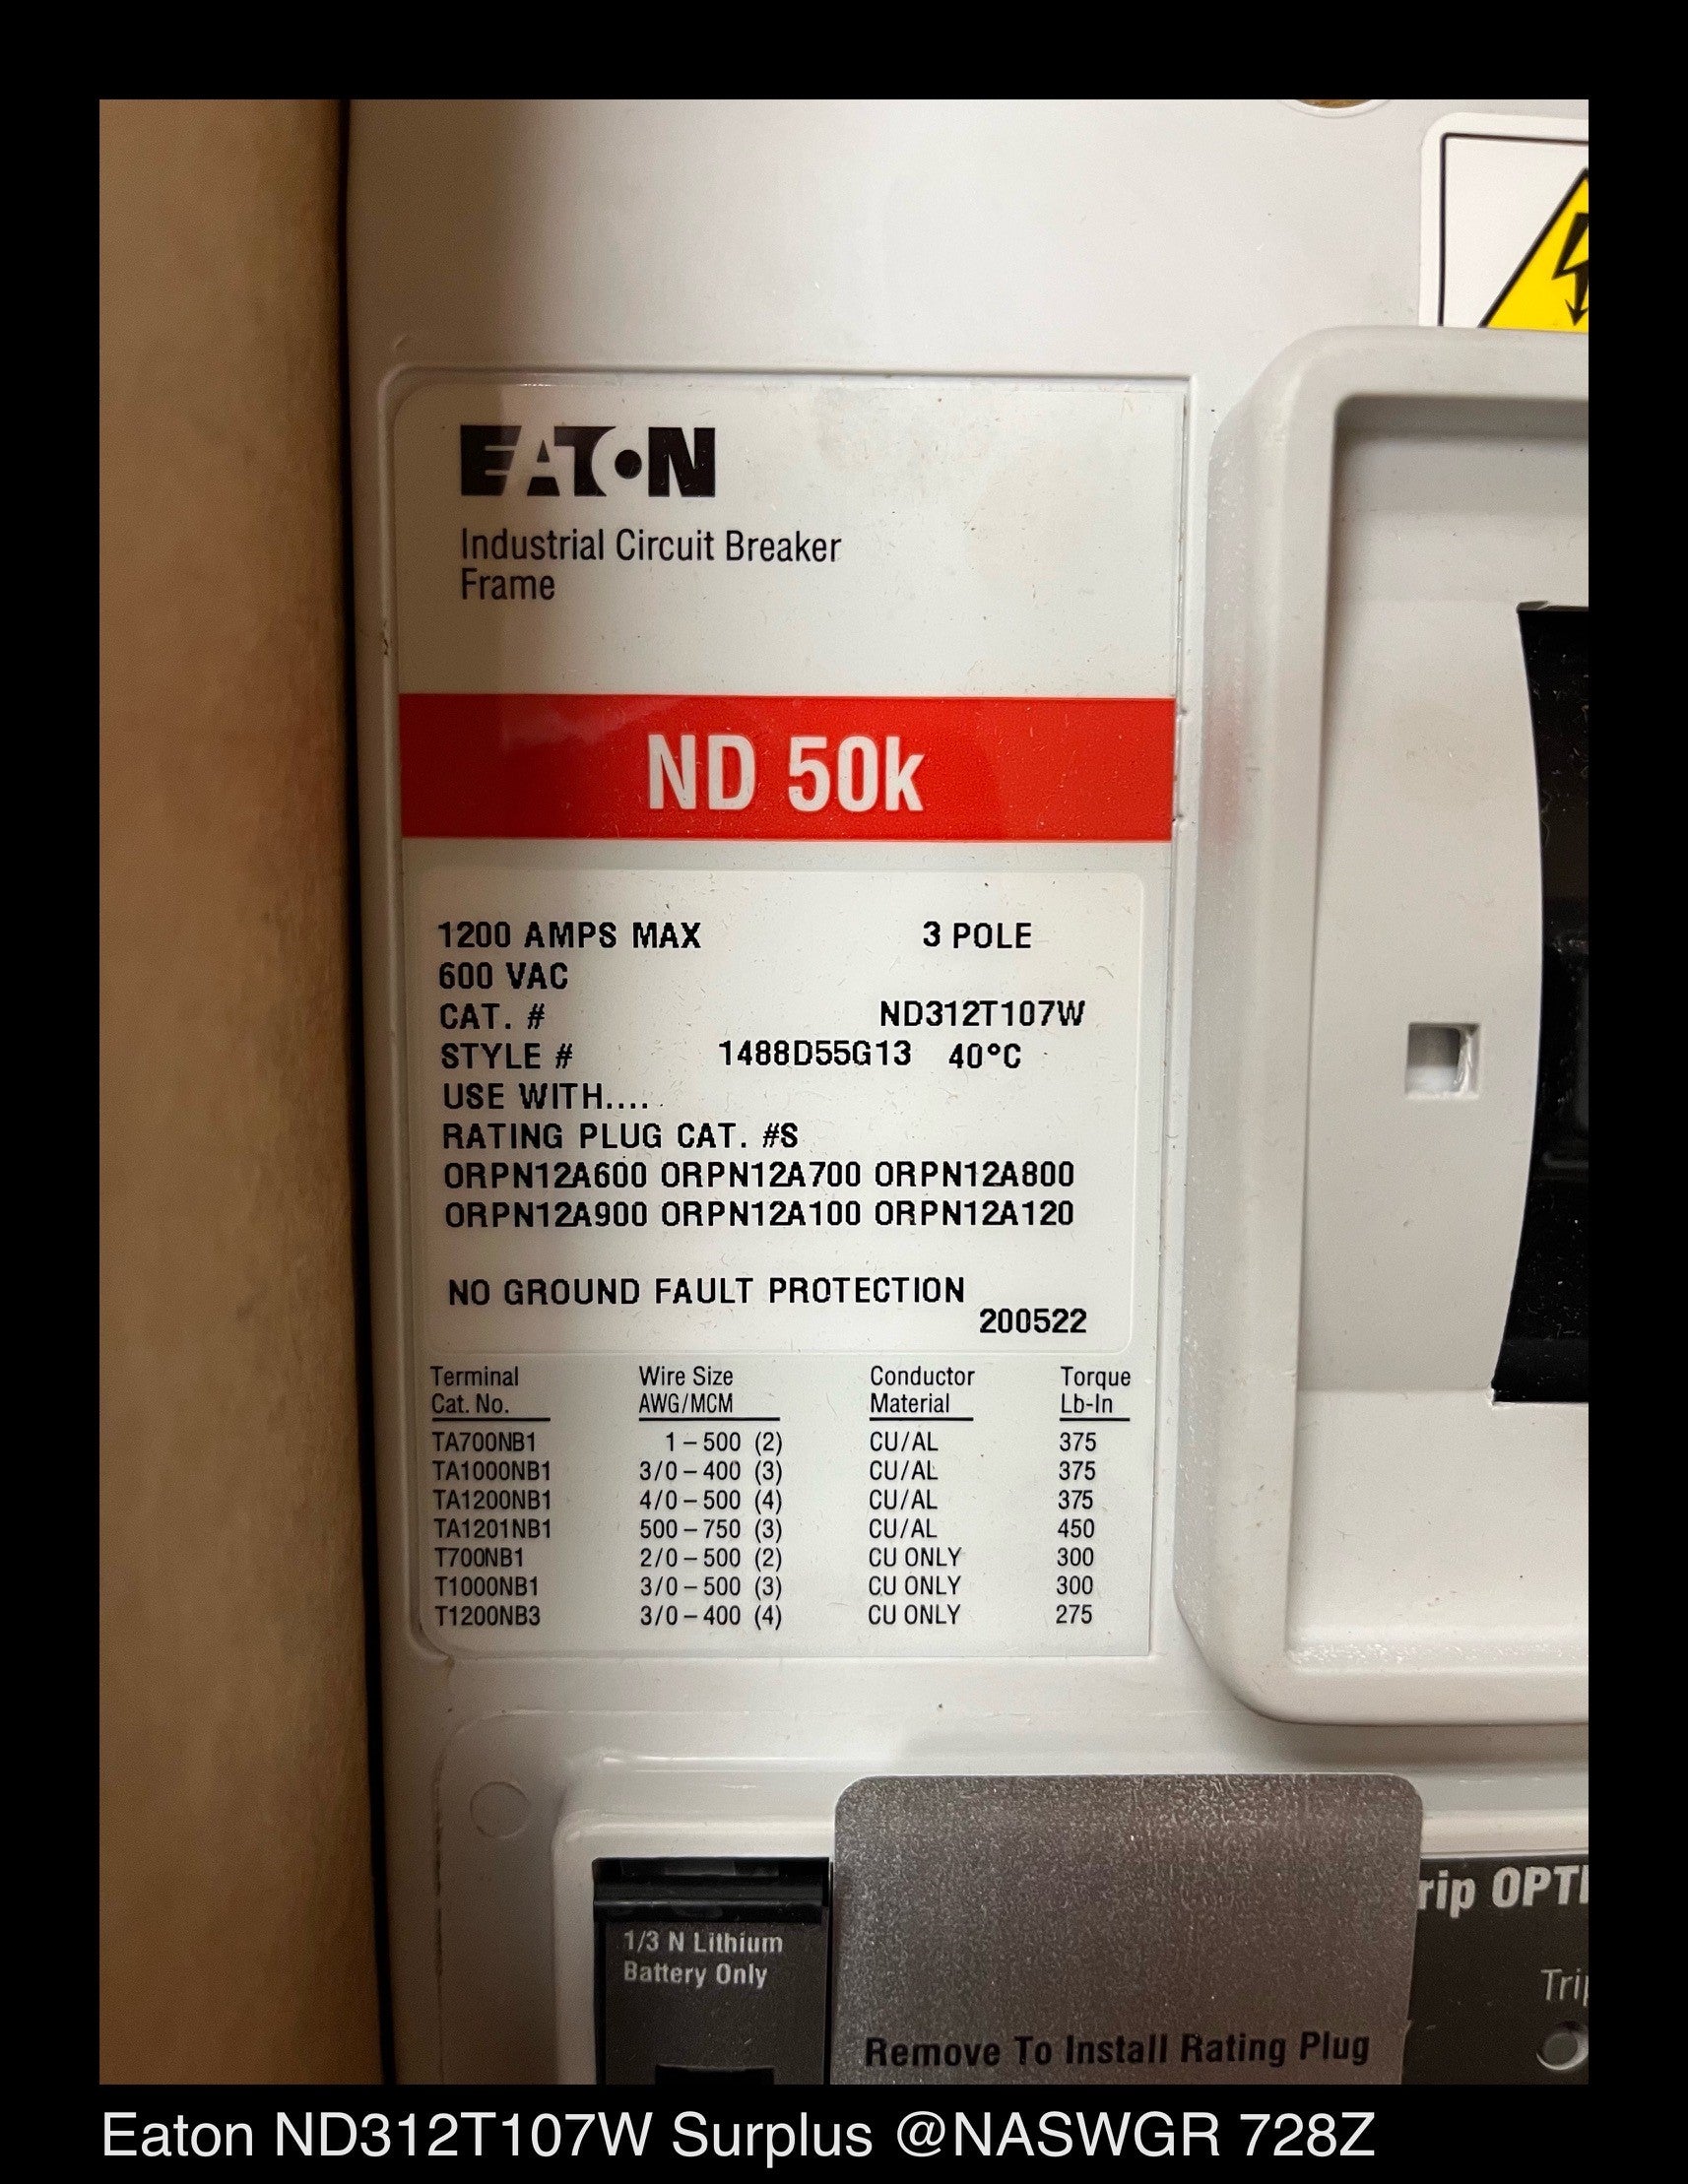 EATON
Industrial Circuit Breaker
Frame
ND 50k
1200 AMPS MAX 3 POLE
600 VAC
CAT. # ND312T107W
STYLE # 1488D55G13 40°C
USE WITH....
RATING PLUG CAT. #S
ORPN12A600 ORPN12A700 ORPN12A800
ORPN12A900 ORPN12A100 ORPN12A120
NO GROUND FAULT PROTECTION
200522
Terminal Wire Size Conductor Torque
Cat. No. AWG/MCM Material Lb-In
TA700NB1 1–500 (2) CU/AL 375
TA1000NB1 3/0–400 (3) CU/AL 375
TA1200NB1 4/0–500 (4) CU/AL 375
TA1201NB1 500–750 (3) CU/AL 450
T700NB1 2/0–500 (2) CU ONLY 300
T1000NB1 3/0–500 (3) CU ONLY 300
T1200NB3 3/0–400 (4) CU ONLY 275
1/3 N Lithium
Battery Only
Remove To Install Rating Plug
Eaton ND312T107W Surplus @NASWGR 728Z